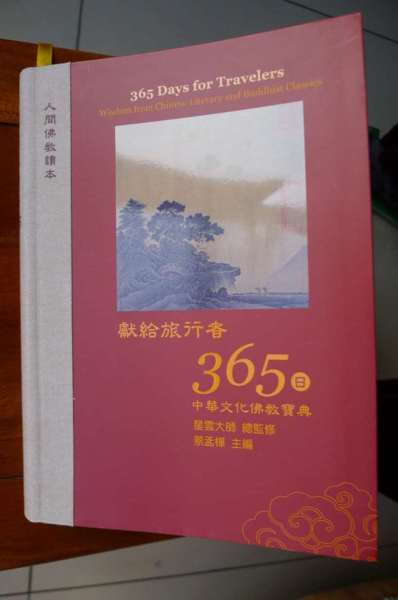 365 Days for Travelers
Wisdom from Chinese Literary and Buddhist Classics
人間佛教讀本
獻給旅行者
365日
中華文化佛教寶典
星雲大師 總監修
蔡孟樺 主編